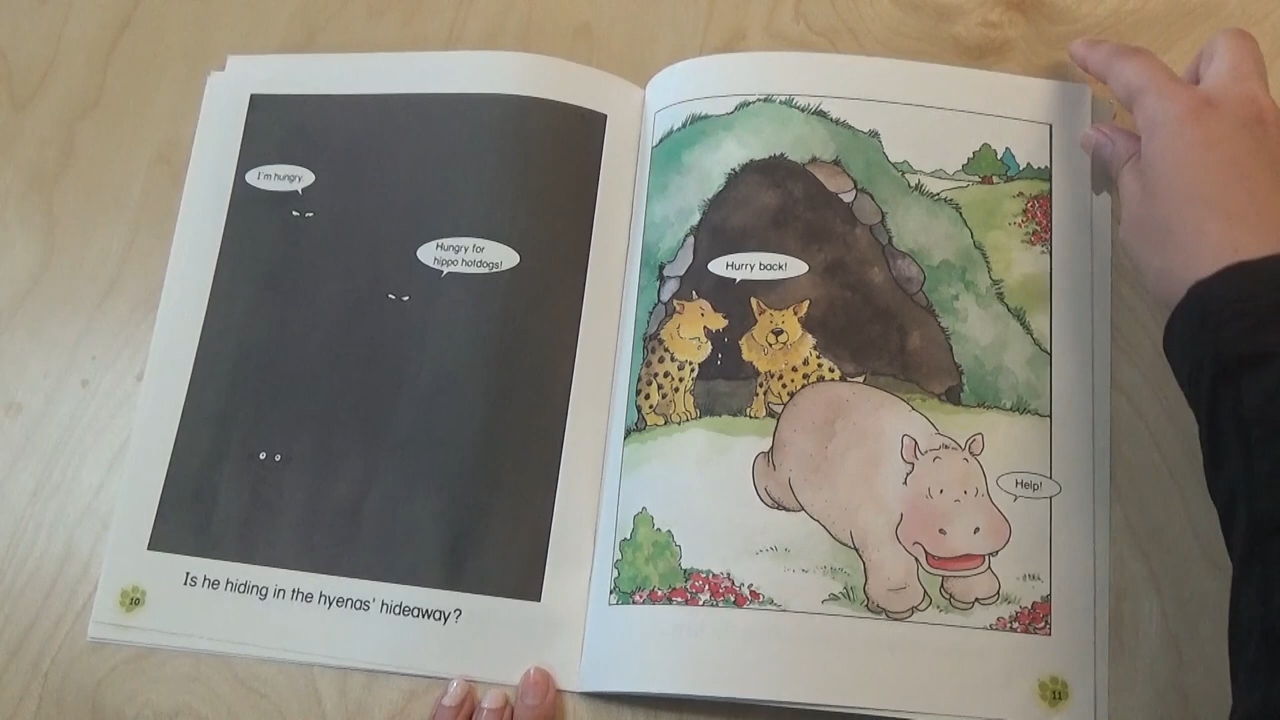 I'm hungry.
Hungry for
hippo hotdogs!
Is he hiding in the hyenas' hideaway?
10
Hurry back!
Help!
11